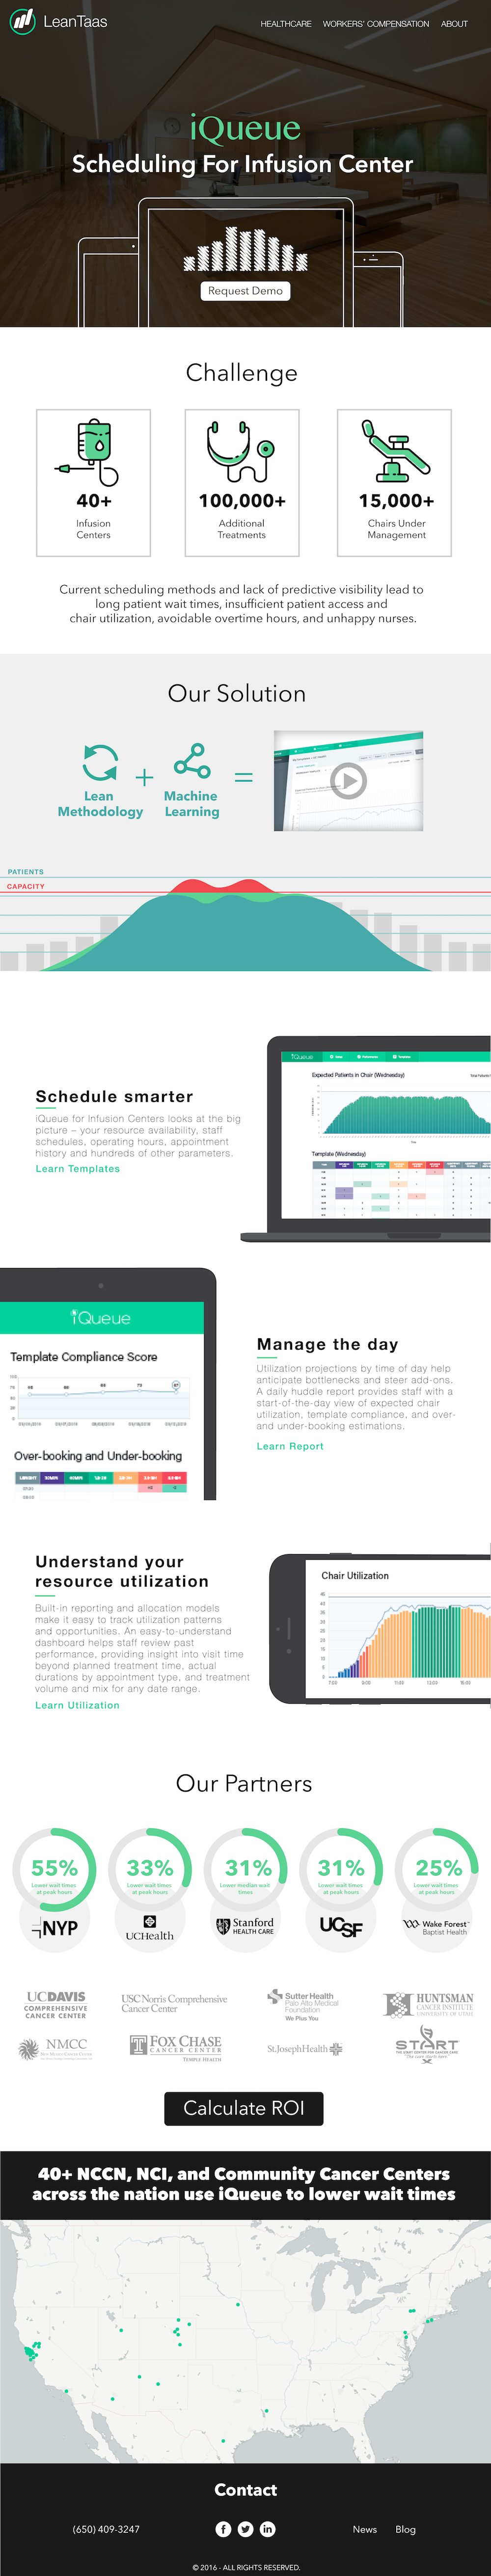 LeanTaas
HEALTHCARE
WORKERS' COMPENSATION
ABOUT
iQueue
Scheduling For Infusion Center
Request Demo
Challenge
40+
Infusion
Centers
100,000+
Additional
Treatments
15,000+
Chairs Under
Management
Current scheduling methods and lack of predictive visibility lead to
long patient wait times, insufficient patient access and
chair utilization, avoidable overtime hours, and unhappy nurses.
Our Solution
Lean
Methodology
+
Machine
Learning
=
PATIENTS
CAPACITY
Schedule smarter
iQueue for Infusion Centers looks at the big
picture – your resource availability, staff
schedules, operating hours, appointment
history and hundreds of other parameters.
Learn Templates
iQueue
Expected Patients in Chair (Wednesday)
Template (Wednesday)
iQueue
Template Compliance Score
Over-booking and Under-booking
Manage the day
Utilization projections by time of day help
anticipate bottlenecks and steer add-ons.
A daily huddle report provides staff with a
start-of-the-day view of expected chair
utilization, template compliance, and over-
and under-booking estimations.
Learn Report
Understand your
resource utilization
Built-in reporting and allocation models
make it easy to track utilization patterns
and opportunities. An easy-to-understand
dashboard helps staff review past
performance, providing insight into visit time
beyond planned treatment time, actual
durations by appointment type, and treatment
volume and mix for any date range.
Learn Utilization
Chair Utilization
Our Partners
55%
Lower wait times
at peak hours
NYP
33%
Lower wait times
at peak hours
UCHealth
31%
Lower median wait
times
Stanford
HEALTH CARE
31%
Lower wait times
at peak hours
UCSF
25%
Lower wait times
at peak hours
Wake Forest
Baptist Health
UCDAVIS
COMPREHENSIVE
CANCER CENTER
USC Norris Comprehensive
Cancer Center
Sutter Health
Palo Alto Medical
Foundation
We Plus You
HUNTSMAN
CANCER INSTITUTE
UNIVERSITY OF UTAH
NMCC
FOX CHASE
CANCER CENTER
TEMPLE HEALTH
St.JosephHealth
START
Calculate ROI
40+ NCCN, NCI, and Community Cancer Centers
across the nation use iQueue to lower wait times
Contact
(650) 409-3247
News
Blog
© 2016 - ALL RIGHTS RESERVED.